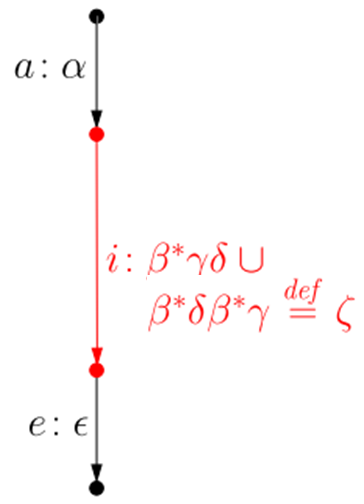 a: α
i: β*γδ ∪
β*δβ*γ def= ζ
e: ϵ